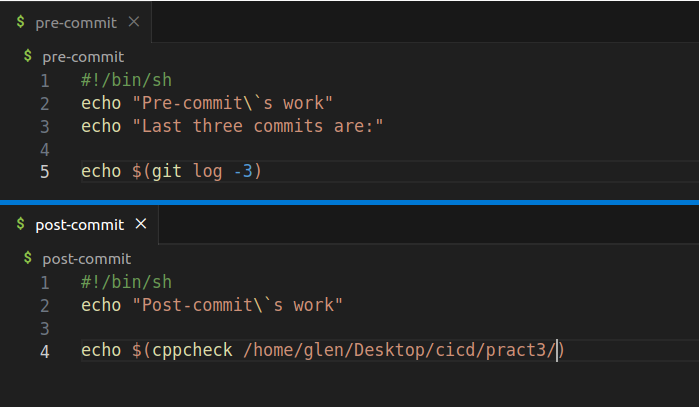 $ pre-commit ×
$ pre-commit
1 #!/bin/sh
2 echo "Pre-commit\`s work"
3 echo "Last three commits are:"
4
5 echo $(git log -3)
$ post-commit ×
$ post-commit
1 #!/bin/sh
2 echo "Post-commit\`s work"
3
4 echo $(cppcheck /home/glen/Desktop/cicd/pract3/)